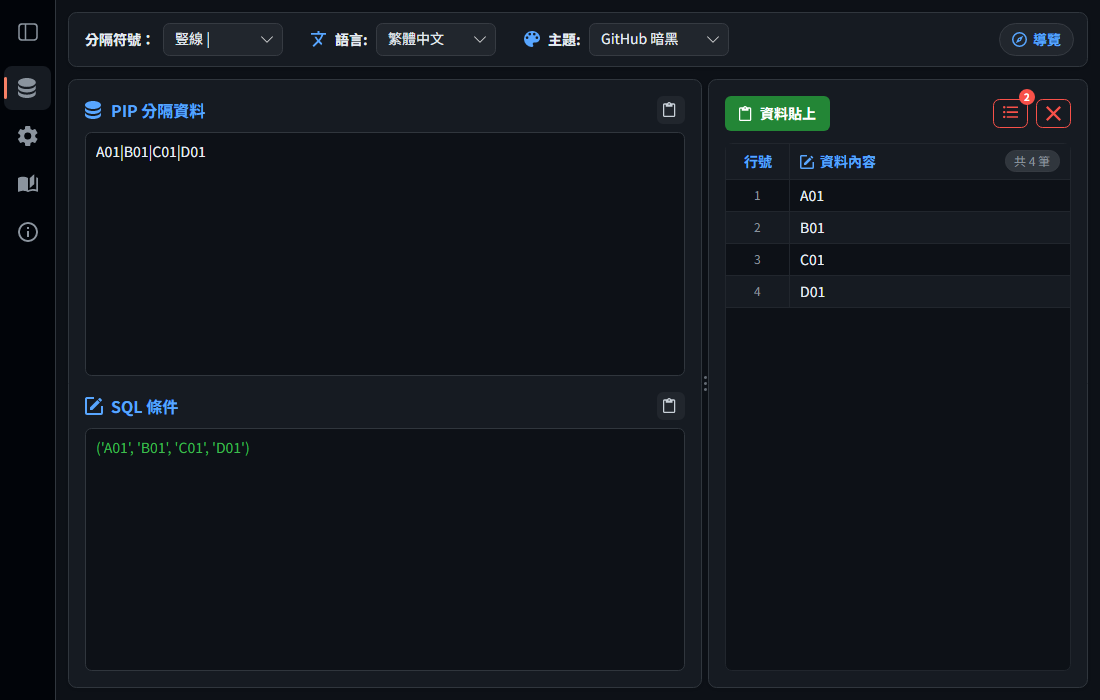 分隔符號： 豎線 | 語言: 繁體中文 主題: GitHub 暗黑 導覽
PIP 分隔資料
A01|B01|C01|D01
SQL 條件
('A01', 'B01', 'C01', 'D01')
資料貼上 2
行號 資料內容 共 4 筆
1 A01
2 B01
3 C01
4 D01